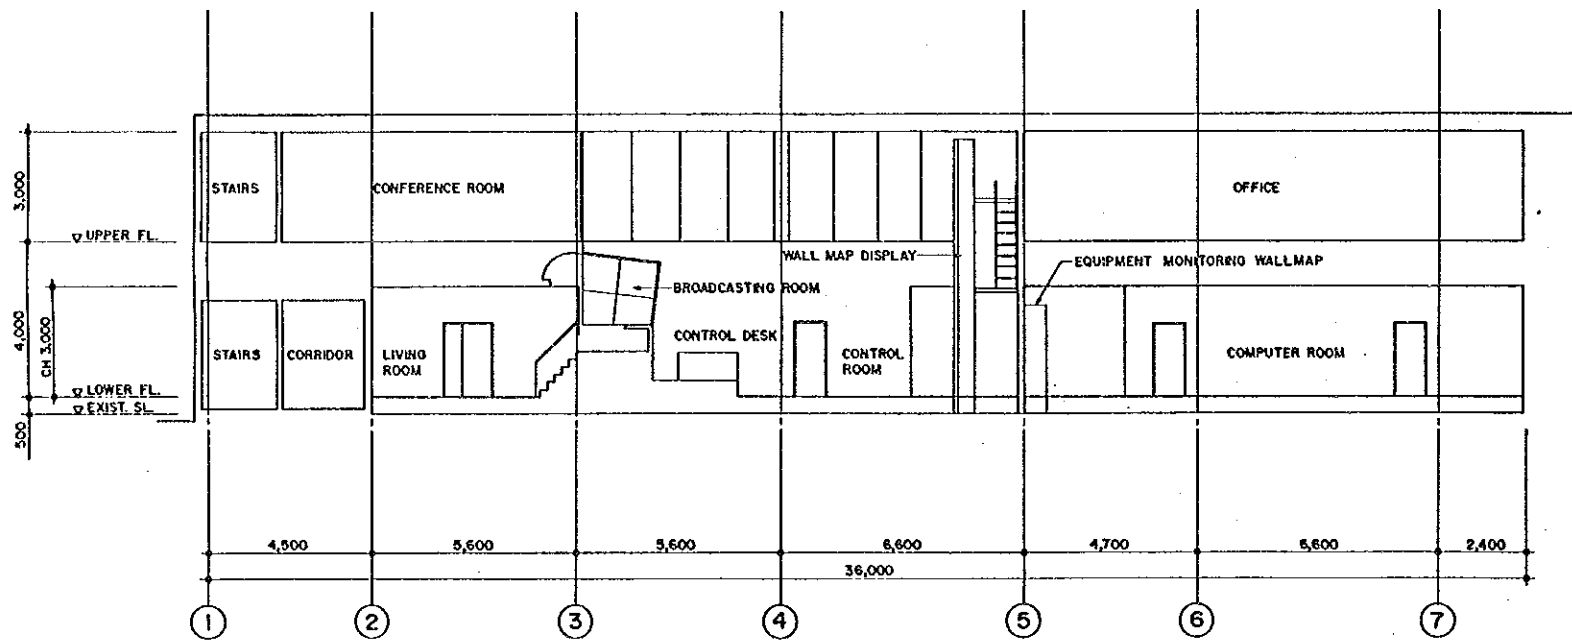 STAIRS
CONFERENCE ROOM
OFFICE
3,000
▽ UPPER FL.
WALL MAP DISPLAY
EQUIPMENT MONITORING WALLMAP
BROADCASTING ROOM
4,000
CH 3,000
STAIRS
CORRIDOR
LIVING
ROOM
CONTROL DESK
CONTROL
ROOM
COMPUTER ROOM
▽ LOWER FL.
▽ EXIST. SL.
500
4,500
5,600
5,600
6,600
4,700
6,600
2,400
36,000
1
2
3
4
5
6
7